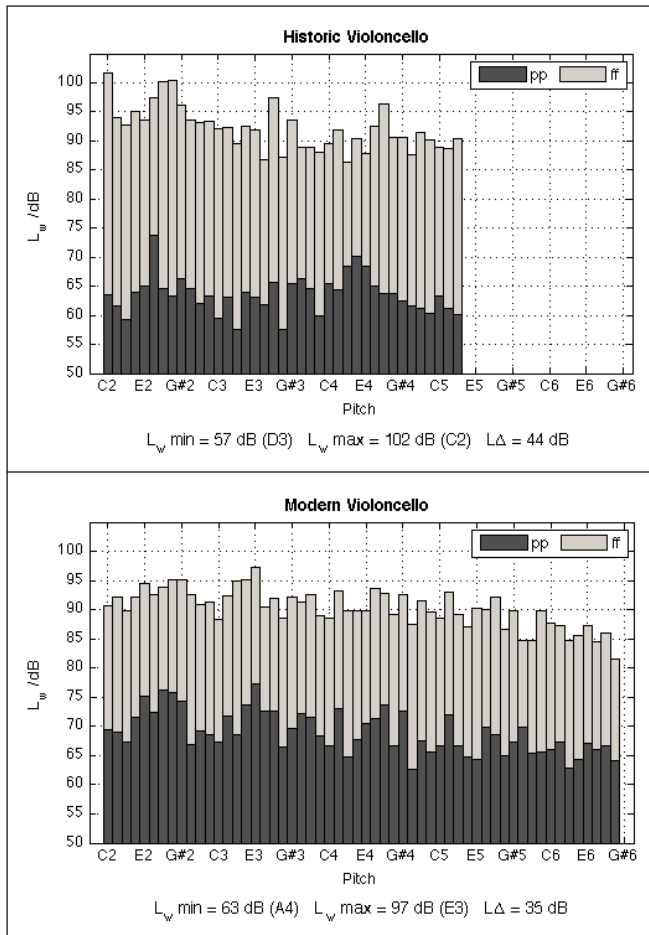 Historic Violoncello
pp ff
100
95
90
85
80
75
70
65
60
55
50
L_w /dB
C2 E2 G#2 C3 E3 G#3 C4 E4 G#4 C5 E5 G#5 C6 E6 G#6
Pitch
L_w min = 57 dB (D3) L_w max = 102 dB (C2) LΔ = 44 dB
Modern Violoncello
pp ff
100
95
90
85
80
75
70
65
60
55
50
L_w /dB
C2 E2 G#2 C3 E3 G#3 C4 E4 G#4 C5 E5 G#5 C6 E6 G#6
Pitch
L_w min = 63 dB (A4) L_w max = 97 dB (E3) LΔ = 35 dB